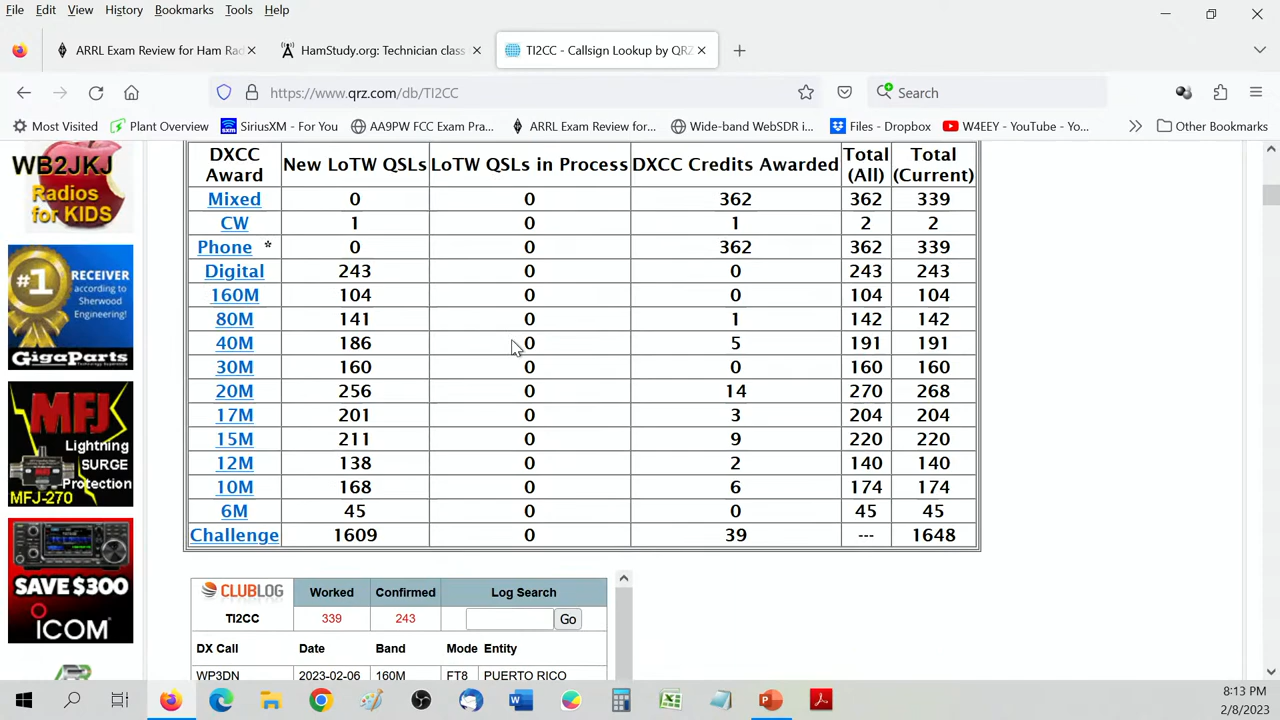 File Edit View History Bookmarks Tools Help
ARRL Exam Review for Ham Rad
HamStudy.org: Technician class
TI2CC - Callsign Lookup by QRZ
https://www.qrz.com/db/TI2CC
Search
Most Visited Plant Overview SiriusXM - For You AA9PW FCC Exam Pra... ARRL Exam Review for... Wide-band WebSDR i... Files - Dropbox W4EEY - YouTube - Yo... Other Bookmarks
WB2JKJ
Radios
for KIDS
#1 RECEIVER
according to
Sherwood
Engineering!
GigaParts
MFJ
Lightning
SURGE
Protection
MFJ-270
SAVE $300
ICOM
DXCC Award New LoTW QSLs LoTW QSLs in Process DXCC Credits Awarded Total (All) Total (Current)
Mixed 0 0 362 362 339
CW 1 0 1 2 2
Phone * 0 0 362 362 339
Digital 243 0 0 243 243
160M 104 0 0 104 104
80M 141 0 1 142 142
40M 186 0 5 191 191
30M 160 0 0 160 160
20M 256 0 14 270 268
17M 201 0 3 204 204
15M 211 0 9 220 220
12M 138 0 2 140 140
10M 168 0 6 174 174
6M 45 0 0 45 45
Challenge 1609 0 39 --- 1648
CLUBLOG Worked Confirmed Log Search
TI2CC 339 243 Go
DX Call Date Band Mode Entity
WP3DN 2023-02-06 160M FT8 PUERTO RICO
8:13 PM
2/8/2023